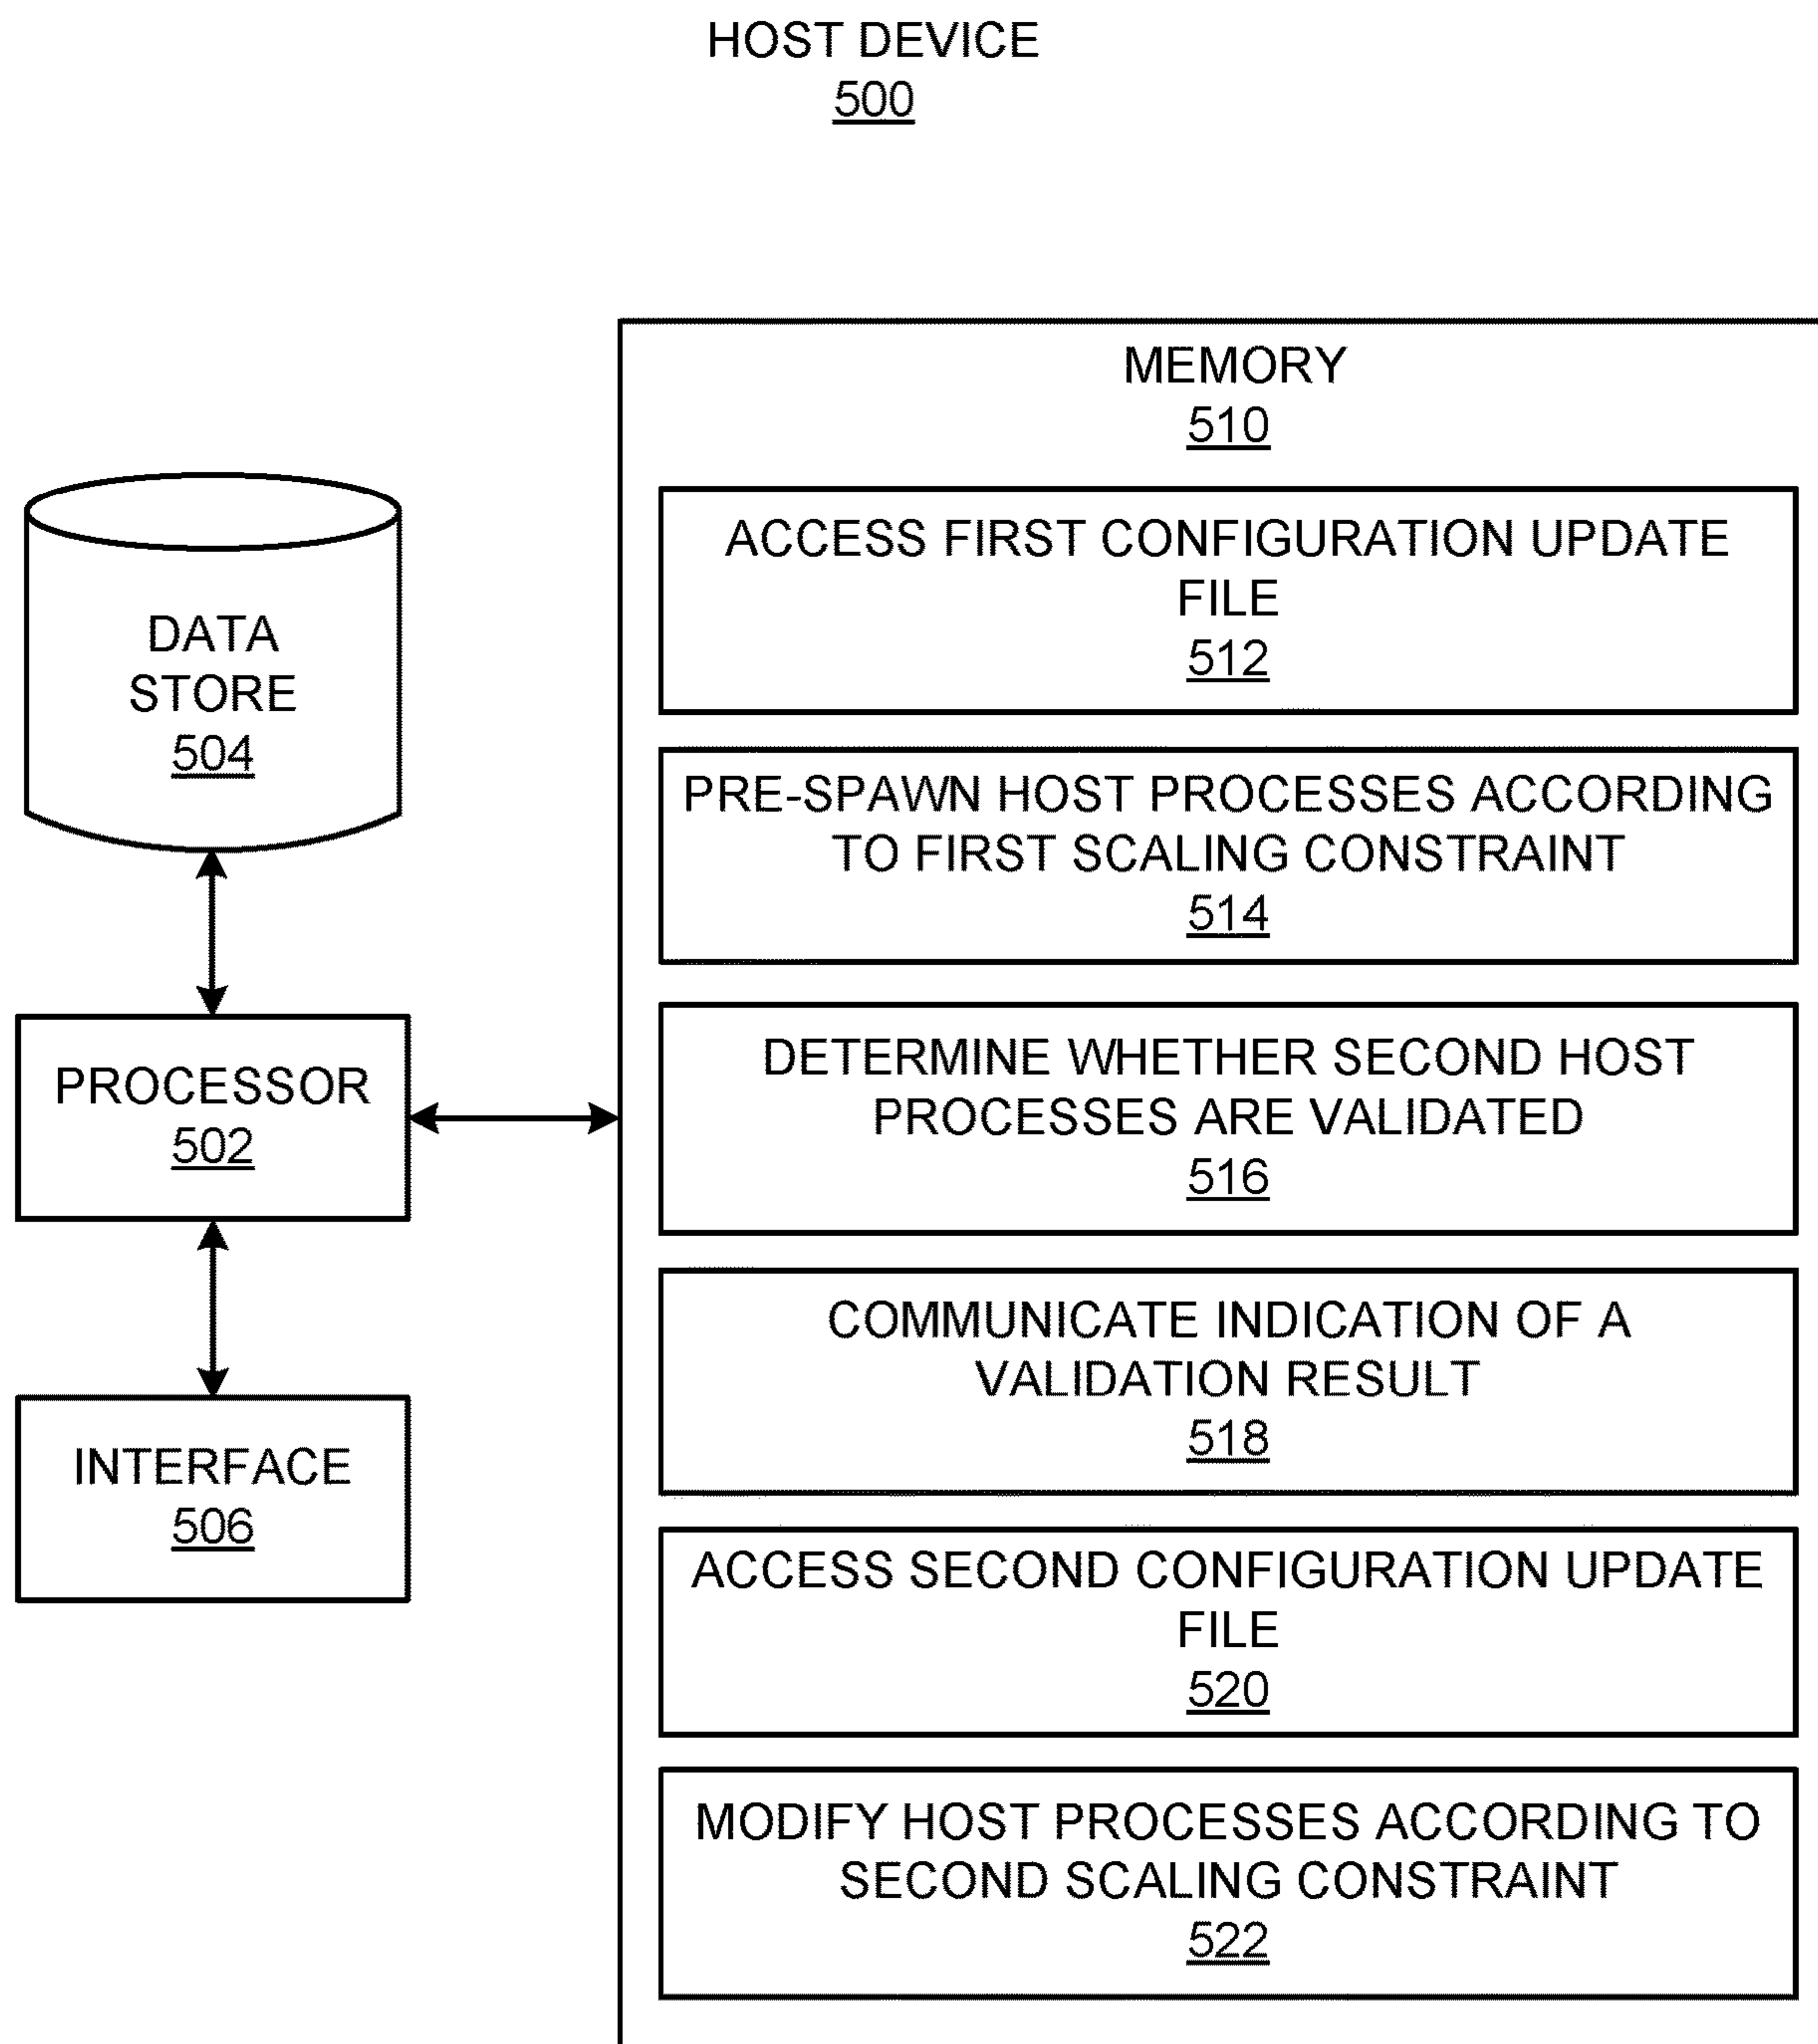 HOST DEVICE
500
MEMORY
510
ACCESS FIRST CONFIGURATION UPDATE
FILE
512
DATA
STORE
504
PRE-SPAWN HOST PROCESSES ACCORDING
TO FIRST SCALING CONSTRAINT
514
PROCESSOR
502
DETERMINE WHETHER SECOND HOST
PROCESSES ARE VALIDATED
516
COMMUNICATE INDICATION OF A
VALIDATION RESULT
518
INTERFACE
506
ACCESS SECOND CONFIGURATION UPDATE
FILE
520
MODIFY HOST PROCESSES ACCORDING TO
SECOND SCALING CONSTRAINT
522